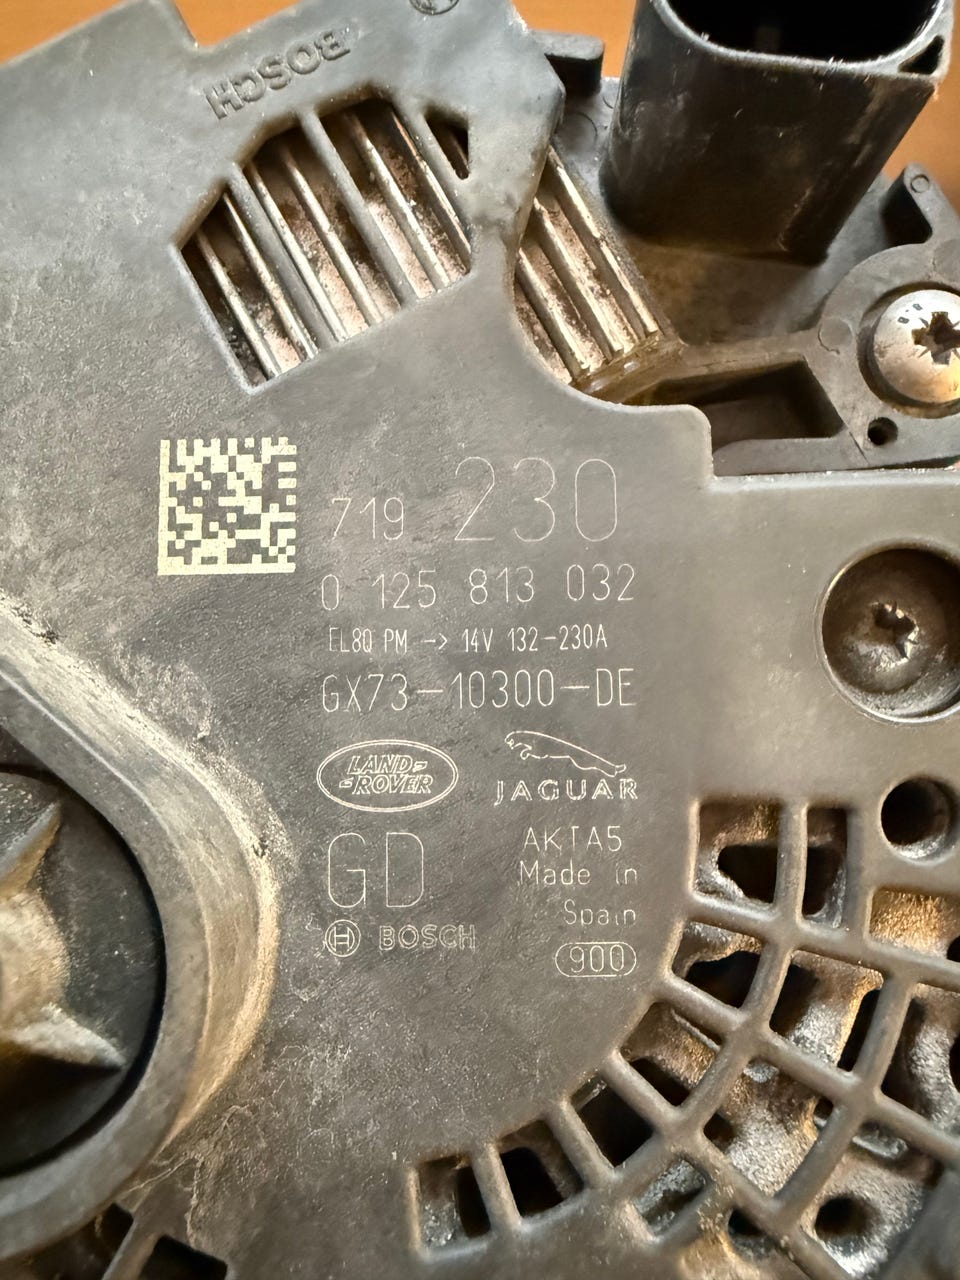 BOSCH
719 230
0 125 813 032
EL8Q PM → 14V 132-230A
GX73-10300-DE
LAND-
-ROVER
JAGUAR
GD
AKTA5
Made in
Spain
BOSCH
900